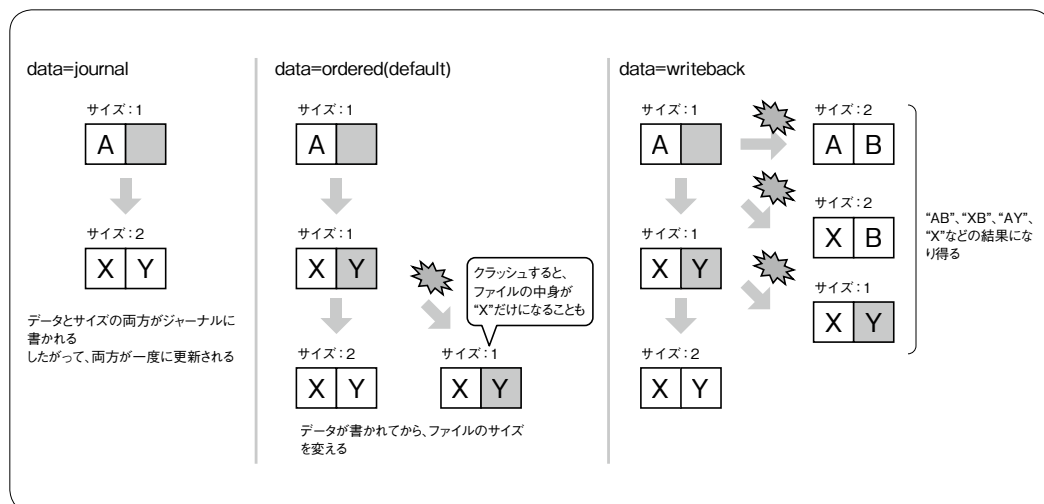 data=journal
サイズ：1
A
サイズ：2
X Y
データとサイズの両方がジャーナルに
書かれる
したがって、両方が一度に更新される
data=ordered(default)
サイズ：1
A
サイズ：1
X Y
クラッシュすると、
ファイルの中身が
“X”だけになることも
サイズ：2
X Y
サイズ：1
X Y
データが書かれてから、ファイルのサイズ
を変える
data=writeback
サイズ：1
A
サイズ：2
A B
サイズ：1
X Y
サイズ：2
X B
サイズ：1
X Y
サイズ：2
X Y
“AB”、“XB”、“AY”、
“X”などの結果にな
り得る